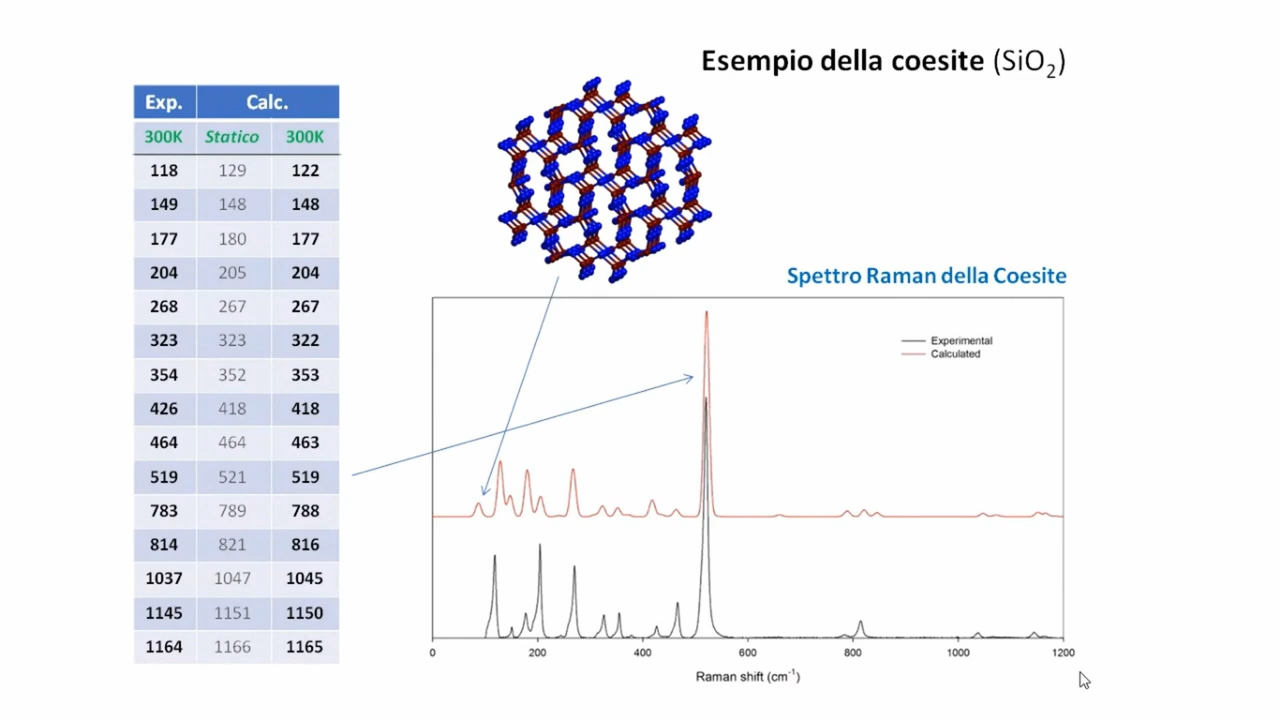 Esempio della coesite (SiO₂)
Exp. Calc.
300K Statico 300K
118 129 122
149 148 148
177 180 177
204 205 204
268 267 267
323 323 322
354 352 353
426 418 418
464 464 463
519 521 519
783 789 788
814 821 816
1037 1047 1045
1145 1151 1150
1164 1166 1165
Spettro Raman della Coesite
Experimental
Calculated
0 200 400 600 800 1000 1200
Raman shift (cm⁻¹)